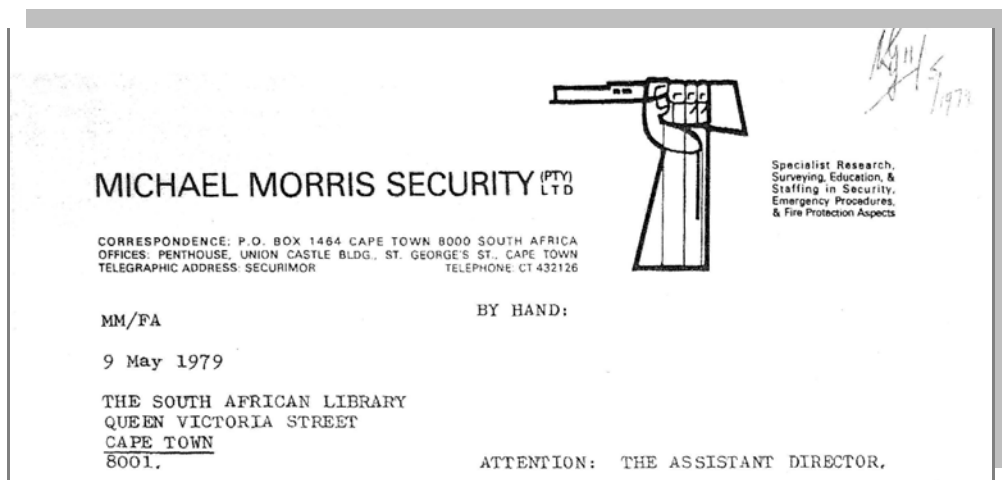 MICHAEL MORRIS SECURITY (PTY) LTD
Specialist Research,
Surveying, Education, &
Staffing in Security,
Emergency Procedures,
& Fire Protection Aspects
CORRESPONDENCE: P.O. BOX 1464 CAPE TOWN 8000 SOUTH AFRICA
OFFICES: PENTHOUSE, UNION CASTLE BLDG., ST. GEORGE'S ST., CAPE TOWN
TELEGRAPHIC ADDRESS: SECURIMOR TELEPHONE: CT 432126
BY HAND:
MM/FA
9 May 1979
THE SOUTH AFRICAN LIBRARY
QUEEN VICTORIA STREET
CAPE TOWN
8001.
ATTENTION: THE ASSISTANT DIRECTOR.